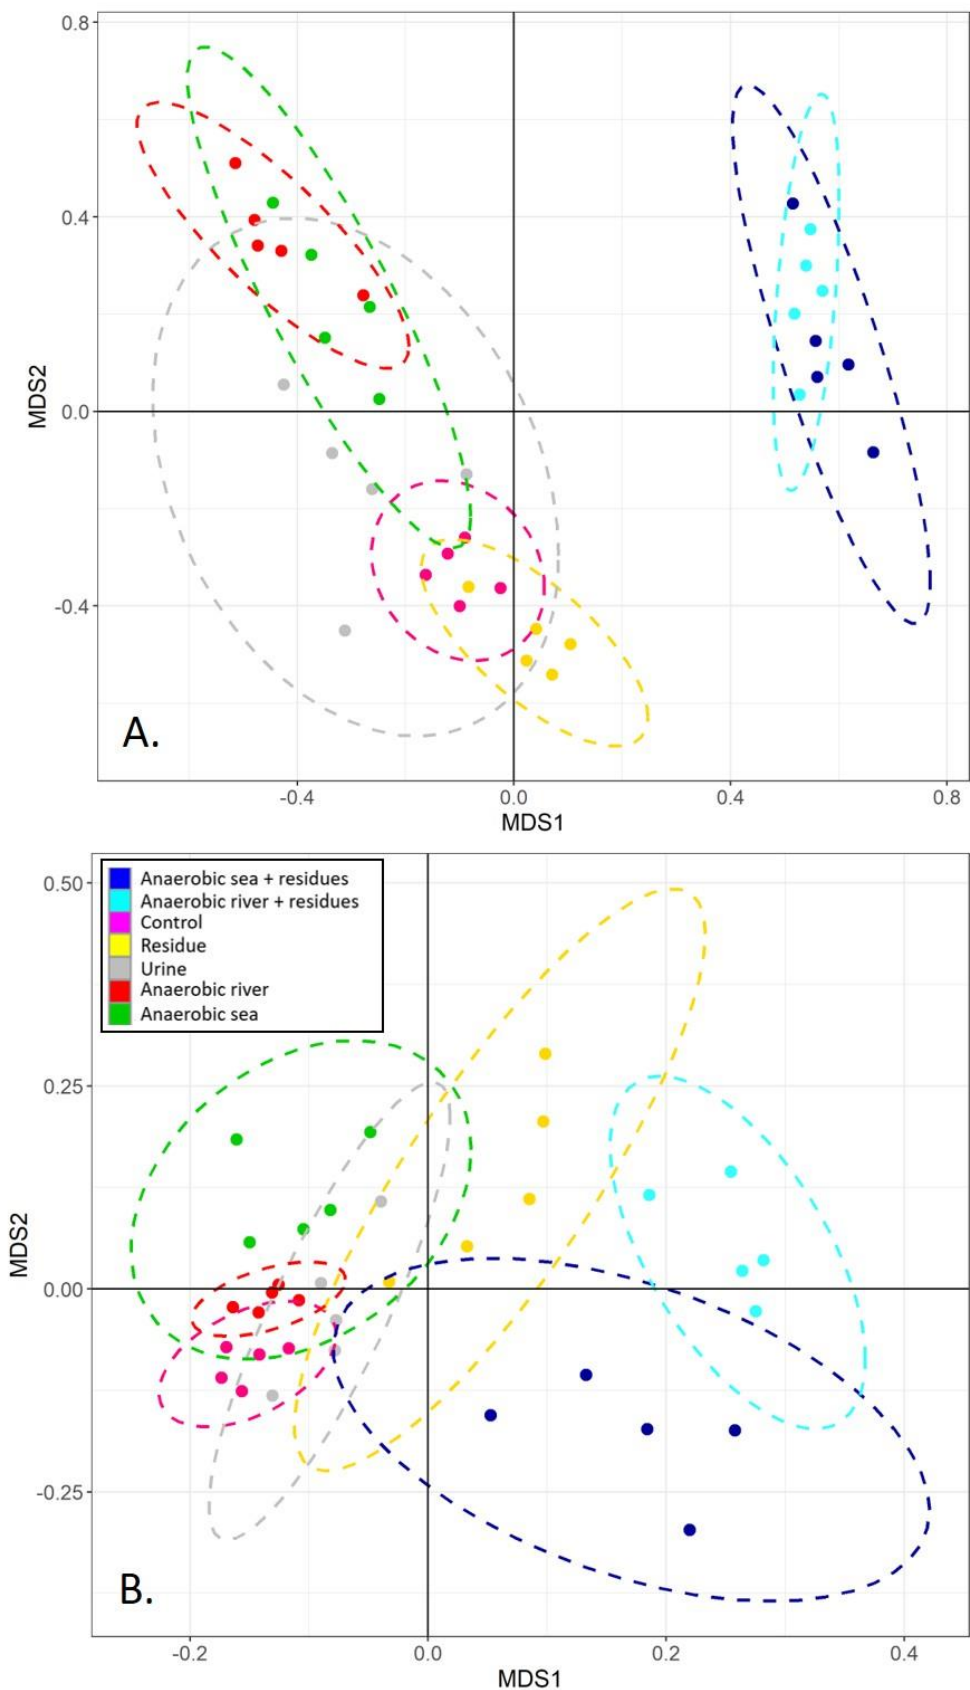 0.8
0.4
0.0
-0.4
MDS2
A.
-0.4
0.0
0.4
0.8
MDS1
Anaerobic sea + residues
Anaerobic river + residues
Control
Residue
Urine
Anaerobic river
Anaerobic sea
0.50
0.25
0.00
-0.25
MDS2
B.
-0.2
0.0
0.2
0.4
MDS1